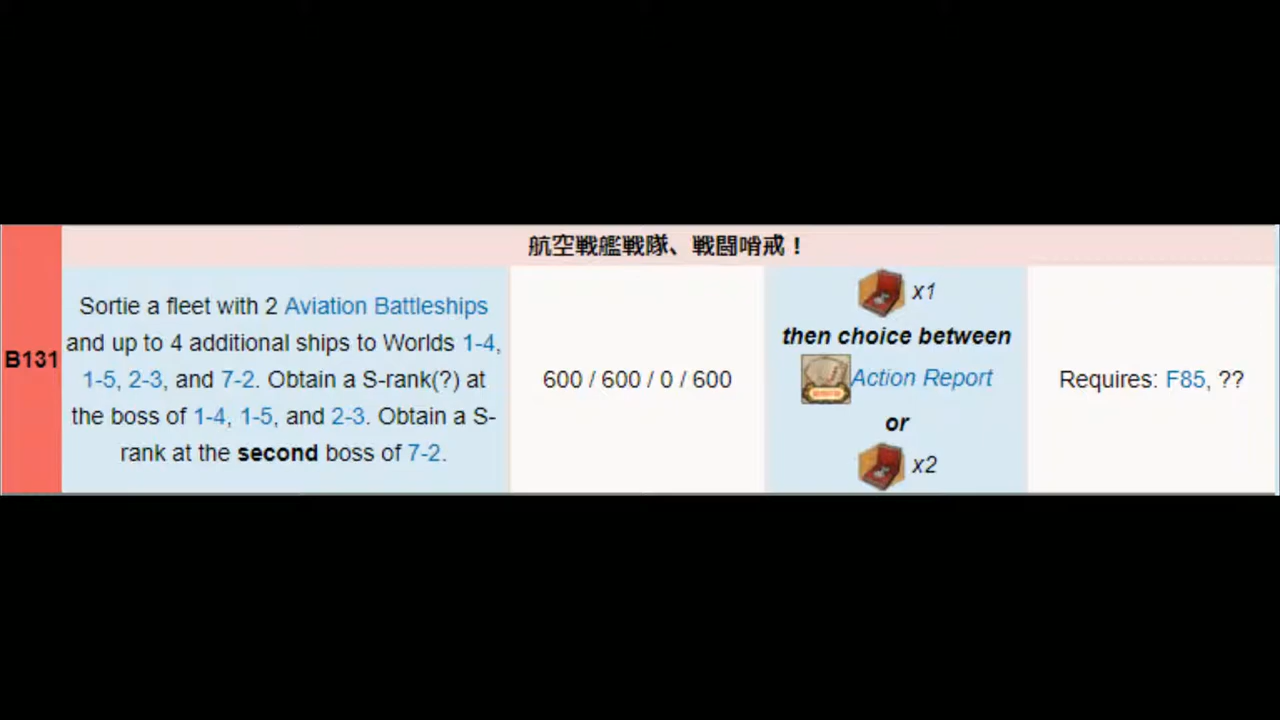 航空戦艦戦隊、戦闘哨戒！
B131
Sortie a fleet with 2 Aviation Battleships
and up to 4 additional ships to Worlds 1-4,
1-5, 2-3, and 7-2. Obtain a S-rank(?) at
the boss of 1-4, 1-5, and 2-3. Obtain a S-
rank at the second boss of 7-2.
600 / 600 / 0 / 600
x1
then choice between
Action Report
or
x2
Requires: F85, ??